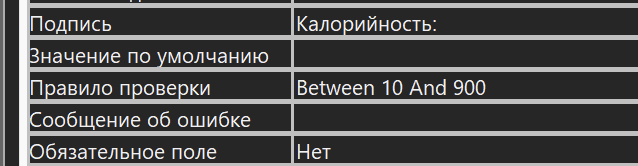 Подпись Калорийность:
Значение по умолчанию
Правило проверки Between 10 And 900
Сообщение об ошибке
Обязательное поле Нет